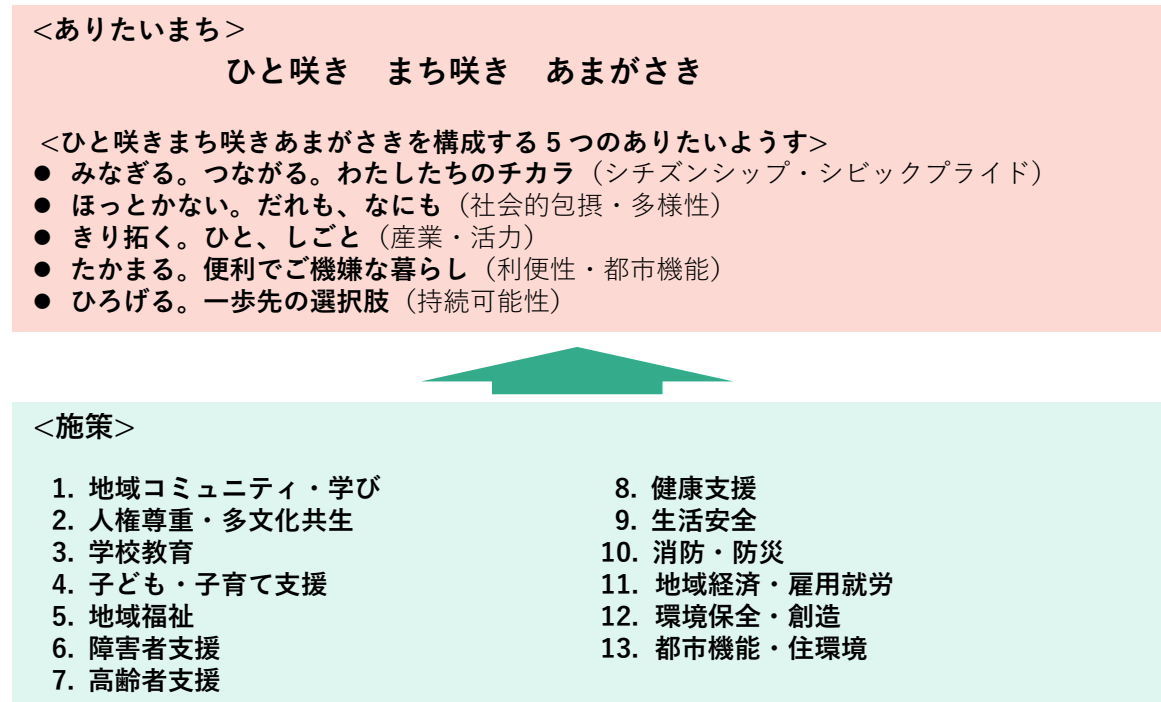 <ありたいまち>
ひと咲き　まち咲き　あまがさき
<ひと咲きまち咲きあまがさきを構成する 5 つのありたいようす>
● みなぎる。つながる。わたしたちのチカラ（シチズンシップ・シビックプライド）
● ほっとかない。だれも、なにも（社会的包摂・多様性）
● きり拓く。ひと、しごと（産業・活力）
● たかまる。便利でご機嫌な暮らし（利便性・都市機能）
● ひろげる。一歩先の選択肢（持続可能性）
<施策>
1. 地域コミュニティ・学び
2. 人権尊重・多文化共生
3. 学校教育
4. 子ども・子育て支援
5. 地域福祉
6. 障害者支援
7. 高齢者支援
8. 健康支援
9. 生活安全
10. 消防・防災
11. 地域経済・雇用就労
12. 環境保全・創造
13. 都市機能・住環境